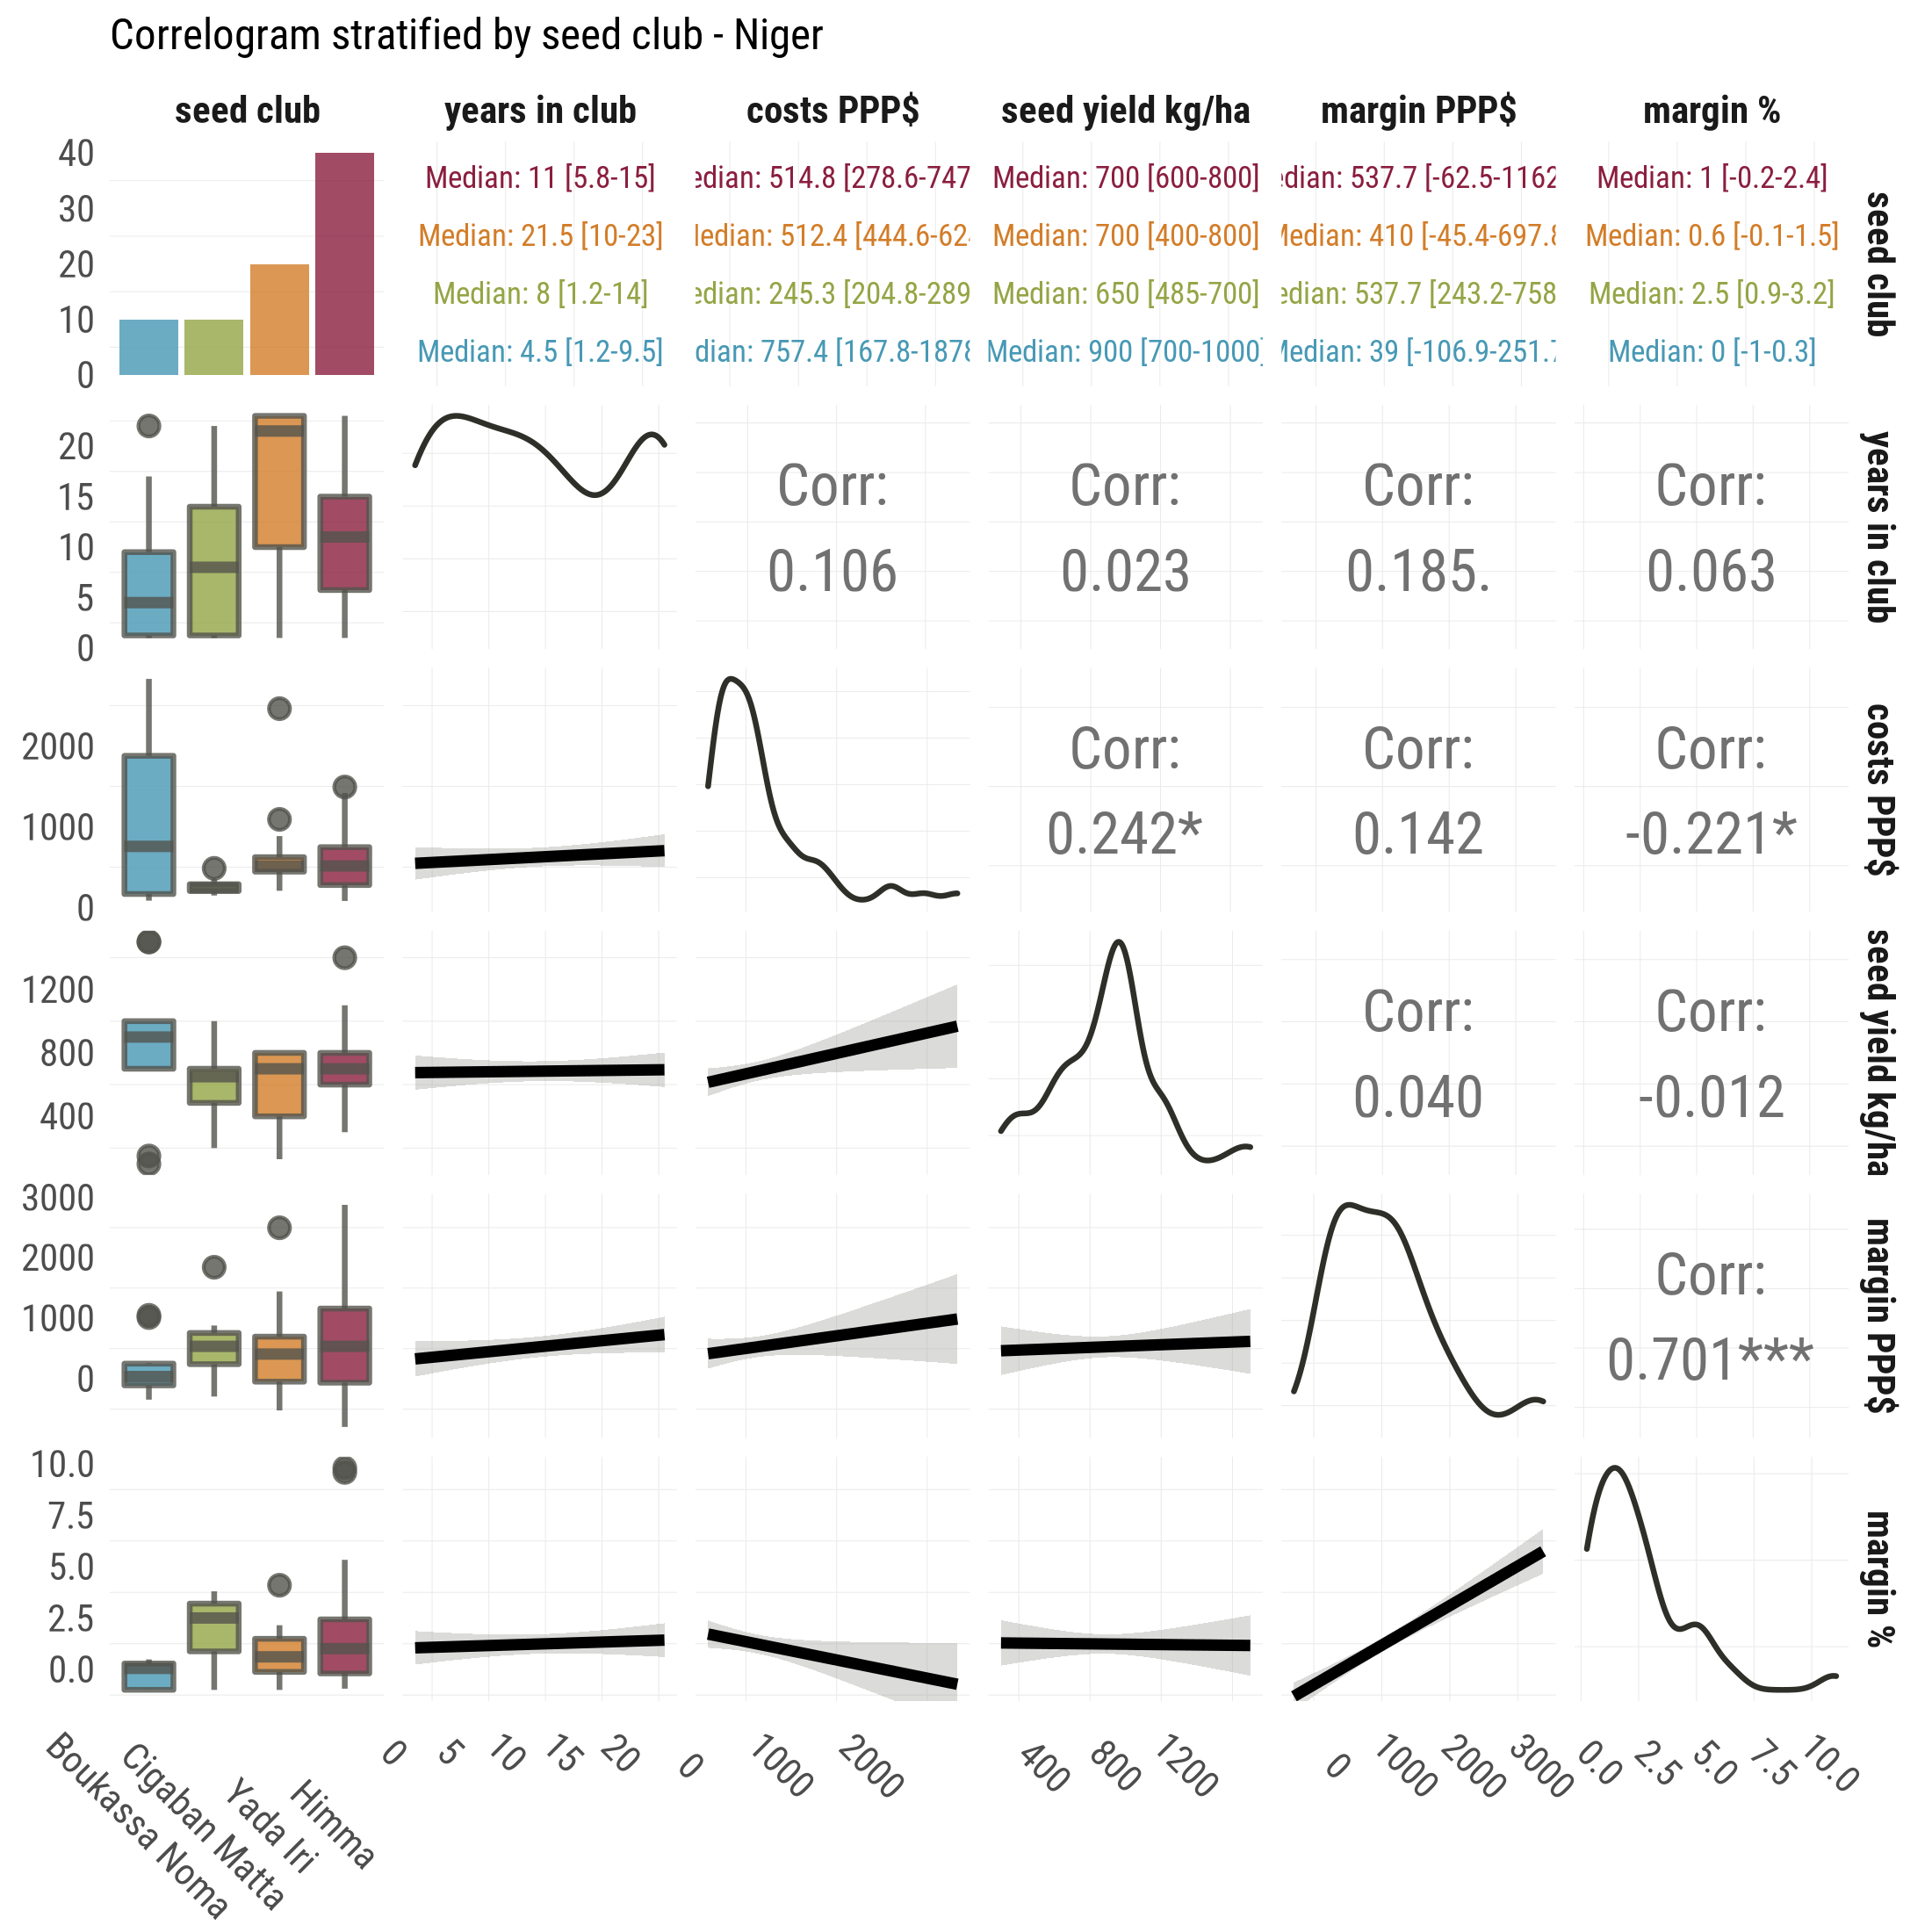 Correlogram stratified by seed club - Niger
seed club
years in club
costs PPP$
seed yield kg/ha
margin PPP$
margin %
40
30
20
10
0
Median: 11 [5.8-15]
edian: 514.8 [278.6-747
Median: 700 [600-800]
edian: 537.7 [-62.5-1162
Median: 1 [-0.2-2.4]
Median: 21.5 [10-23]
ledian: 512.4 [444.6-62
Median: 700 [400-800]
Median: 410 [-45.4-697.8
Median: 0.6 [-0.1-1.5]
Median: 8 [1.2-14]
edian: 245.3 [204.8-289
Median: 650 [485-700]
edian: 537.7 [243.2-758
Median: 2.5 [0.9-3.2]
Median: 4.5 [1.2-9.5]
dian: 757.4 [167.8-1878
Median: 900 [700-1000]
Median: 39 [-106.9-251.7
Median: 0 [-1-0.3]
seed club
20
15
10
5
0
Corr:
0.106
Corr:
0.023
Corr:
0.185.
Corr:
0.063
years in club
2000
1000
0
Corr:
0.242*
Corr:
0.142
Corr:
-0.221*
costs PPP$
1200
800
400
Corr:
0.040
Corr:
-0.012
seed yield kg/ha
3000
2000
1000
0
Corr:
0.701***
margin PPP$
10.0
7.5
5.0
2.5
0.0
margin %
Boukassa Noma
Cigaban Matta
Yada Iri
Himma
0
5
10
15
20
0
1000
2000
400
800
1200
0
1000
2000
3000
0.0
2.5
5.0
7.5
10.0